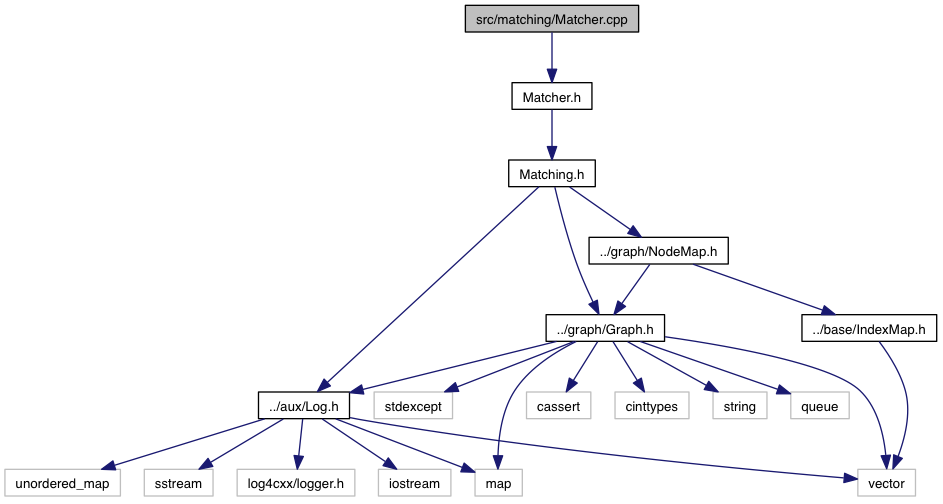 src/matching/Matcher.cpp
Matcher.h
Matching.h
../graph/NodeMap.h
../graph/Graph.h
../base/IndexMap.h
../aux/Log.h
stdexcept
cassert
cinttypes
string
queue
unordered_map
sstream
log4cxx/logger.h
iostream
map
vector